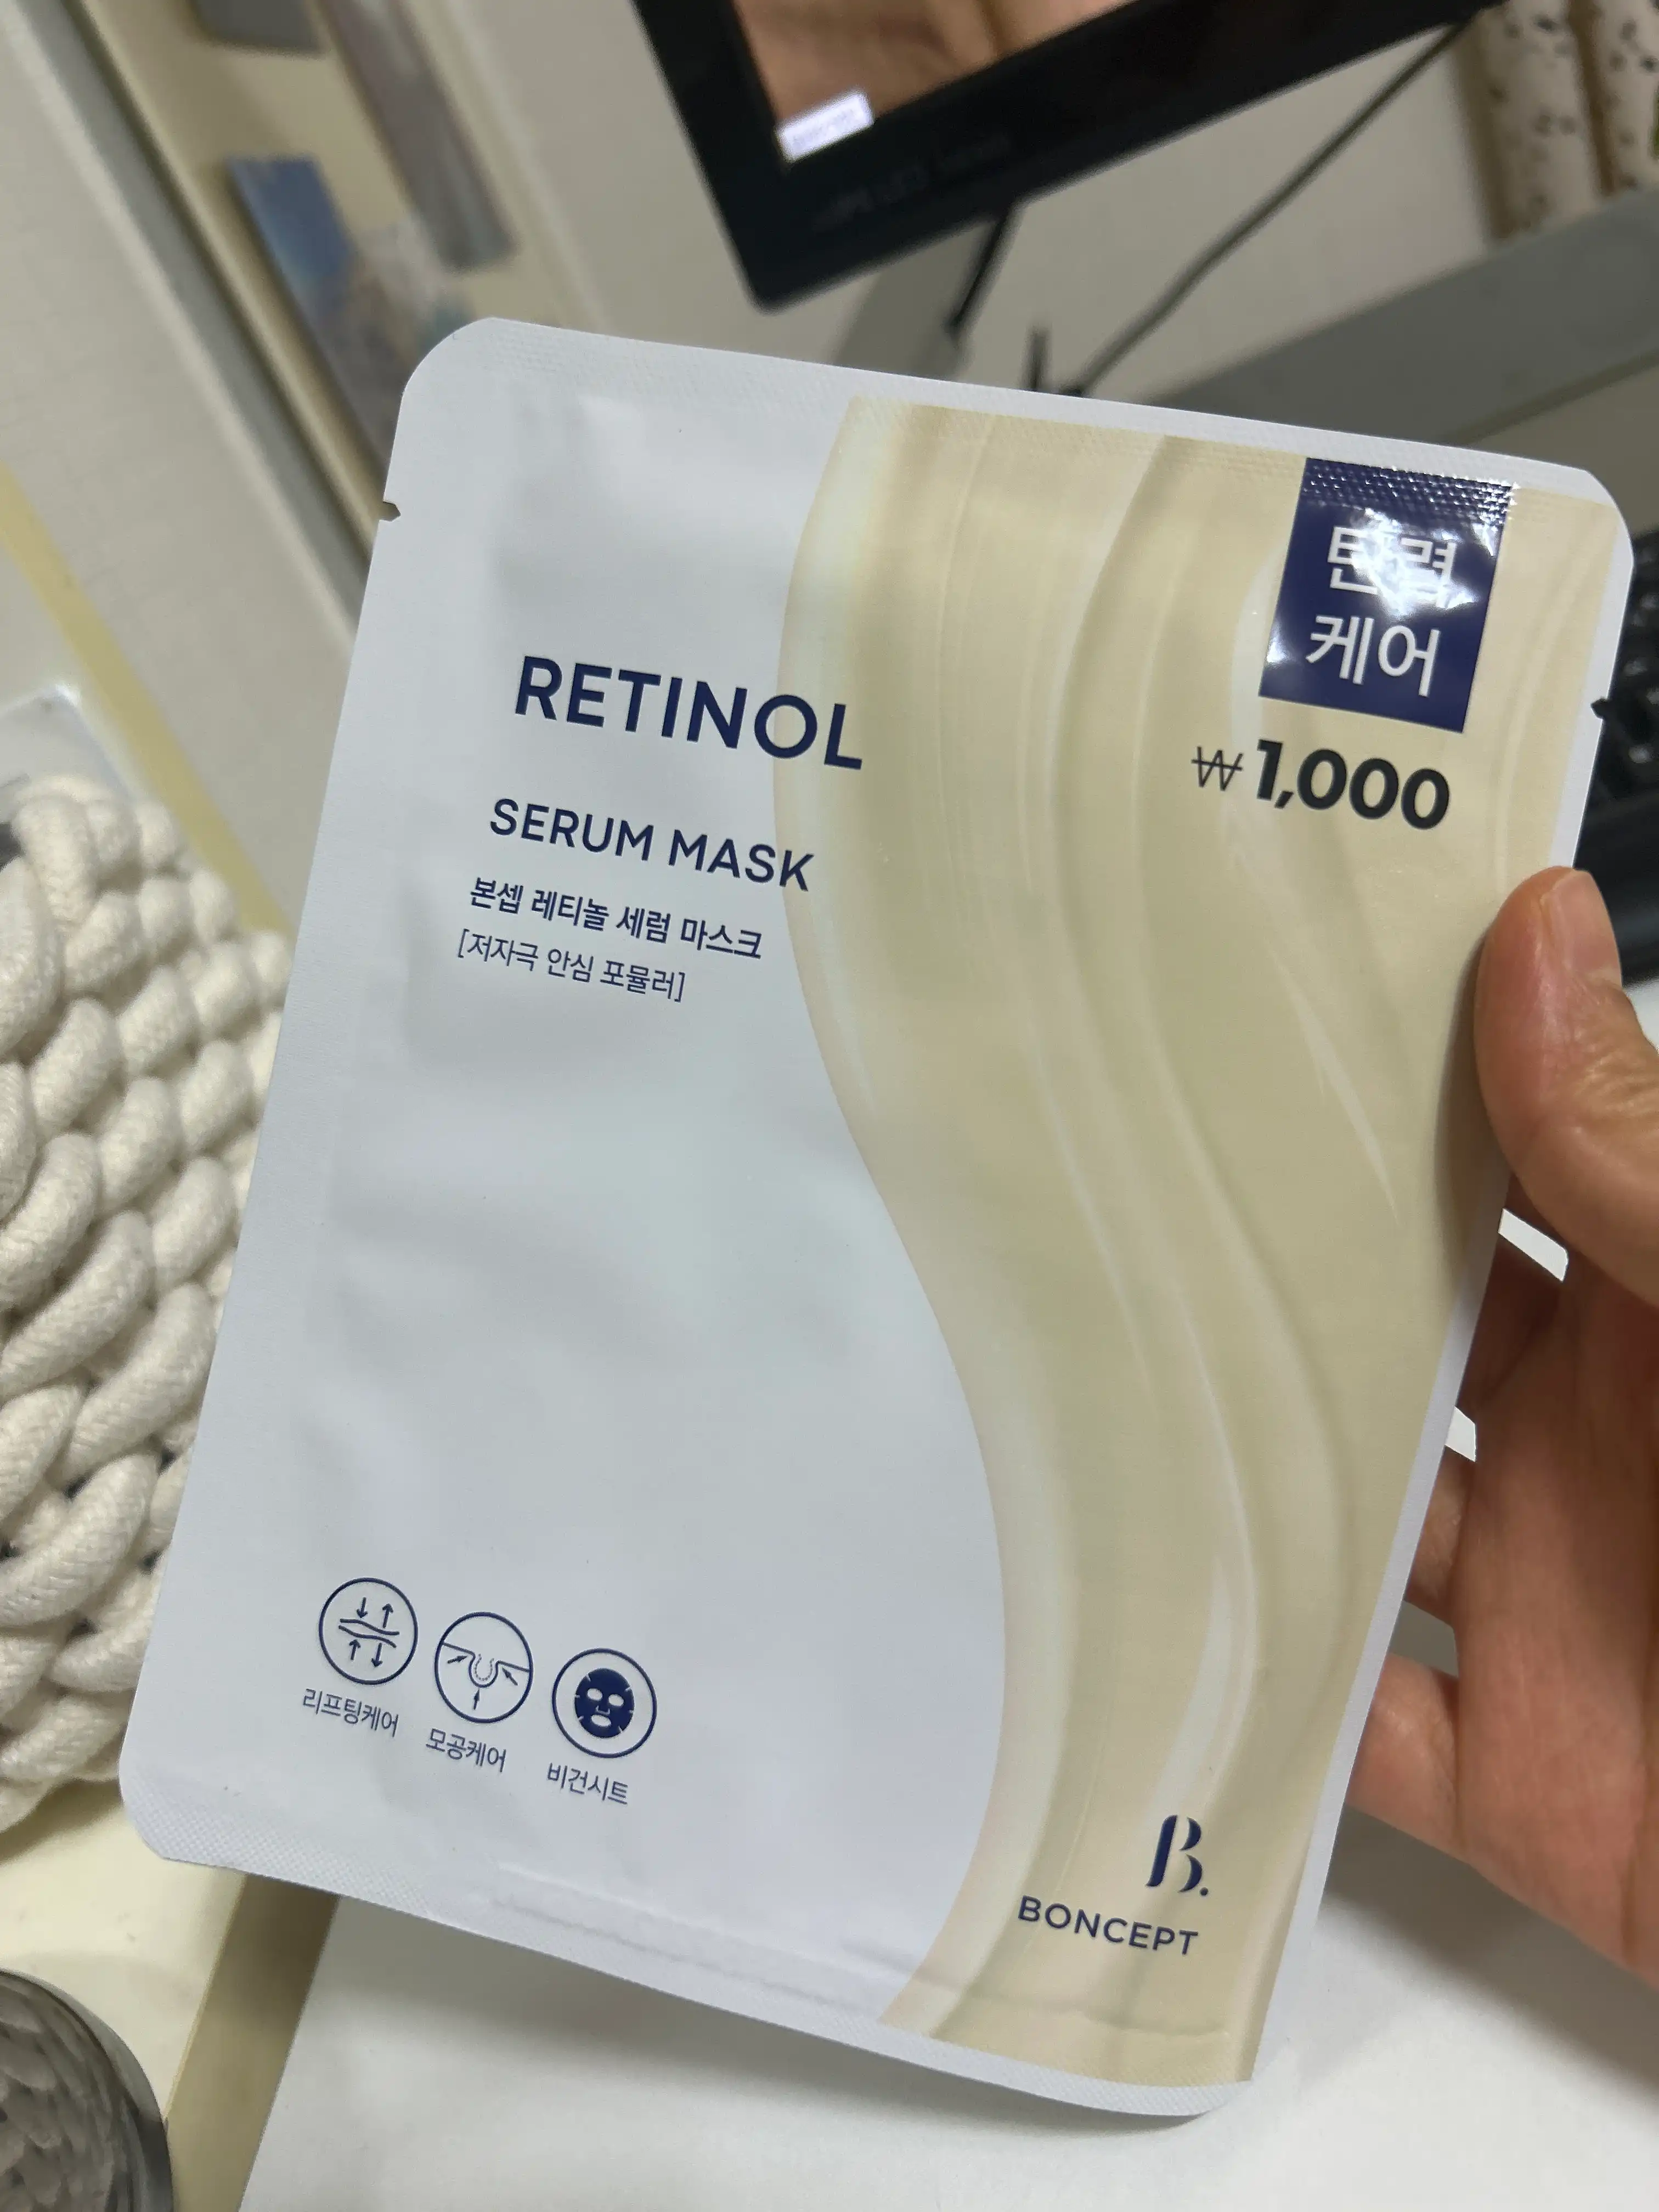 탄력
케어
₩1,000
RETINOL
SERUM MASK
본셉 레티놀 세럼 마스크
[저자극 안심 포뮬러]
리프팅케어
모공케어
비건시트
B.
BONCEPT